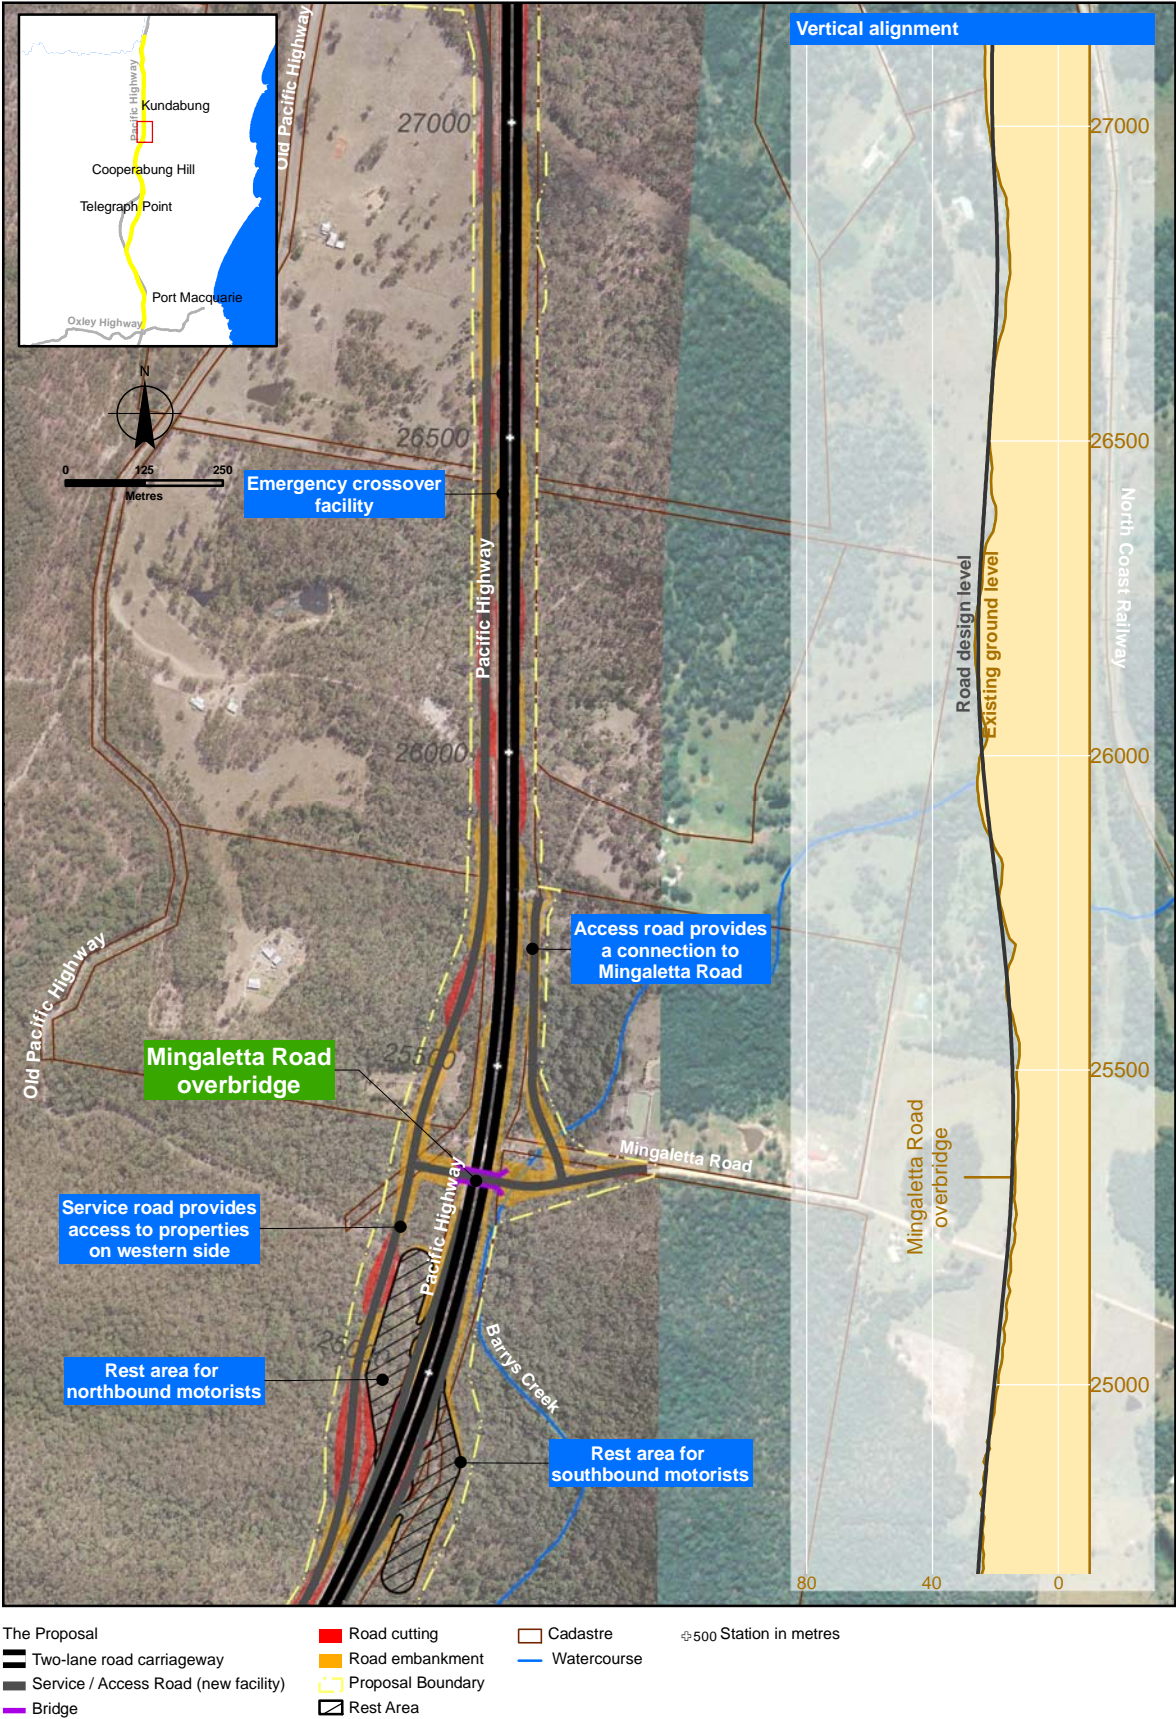 Vertical alignment
Pacific Highway
Kundabung
Cooperabung Hill
Telegraph Point
Port Macquarie
Oxley Highway
Old Pacific Highway
27000
27000
N
0 125 250
Metres
26500
26500
Emergency crossover
facility
Pacific Highway
Road design level
Existing ground level
North Coast Railway
26000
26000
Access road provides
a connection to
Mingaletta Road
Old Pacific Highway
Mingaletta Road
overbridge
25500
25500
Mingaletta Road
Mingaletta Road
overbridge
Pacific Highway
Service road provides
access to properties
on western side
Barrys Creek
Rest area for
northbound motorists
25000
Rest area for
southbound motorists
80 40 0
The Proposal
Two-lane road carriageway
Service / Access Road (new facility)
Bridge
Road cutting
Road embankment
Proposal Boundary
Rest Area
Cadastre
Watercourse
500 Station in metres